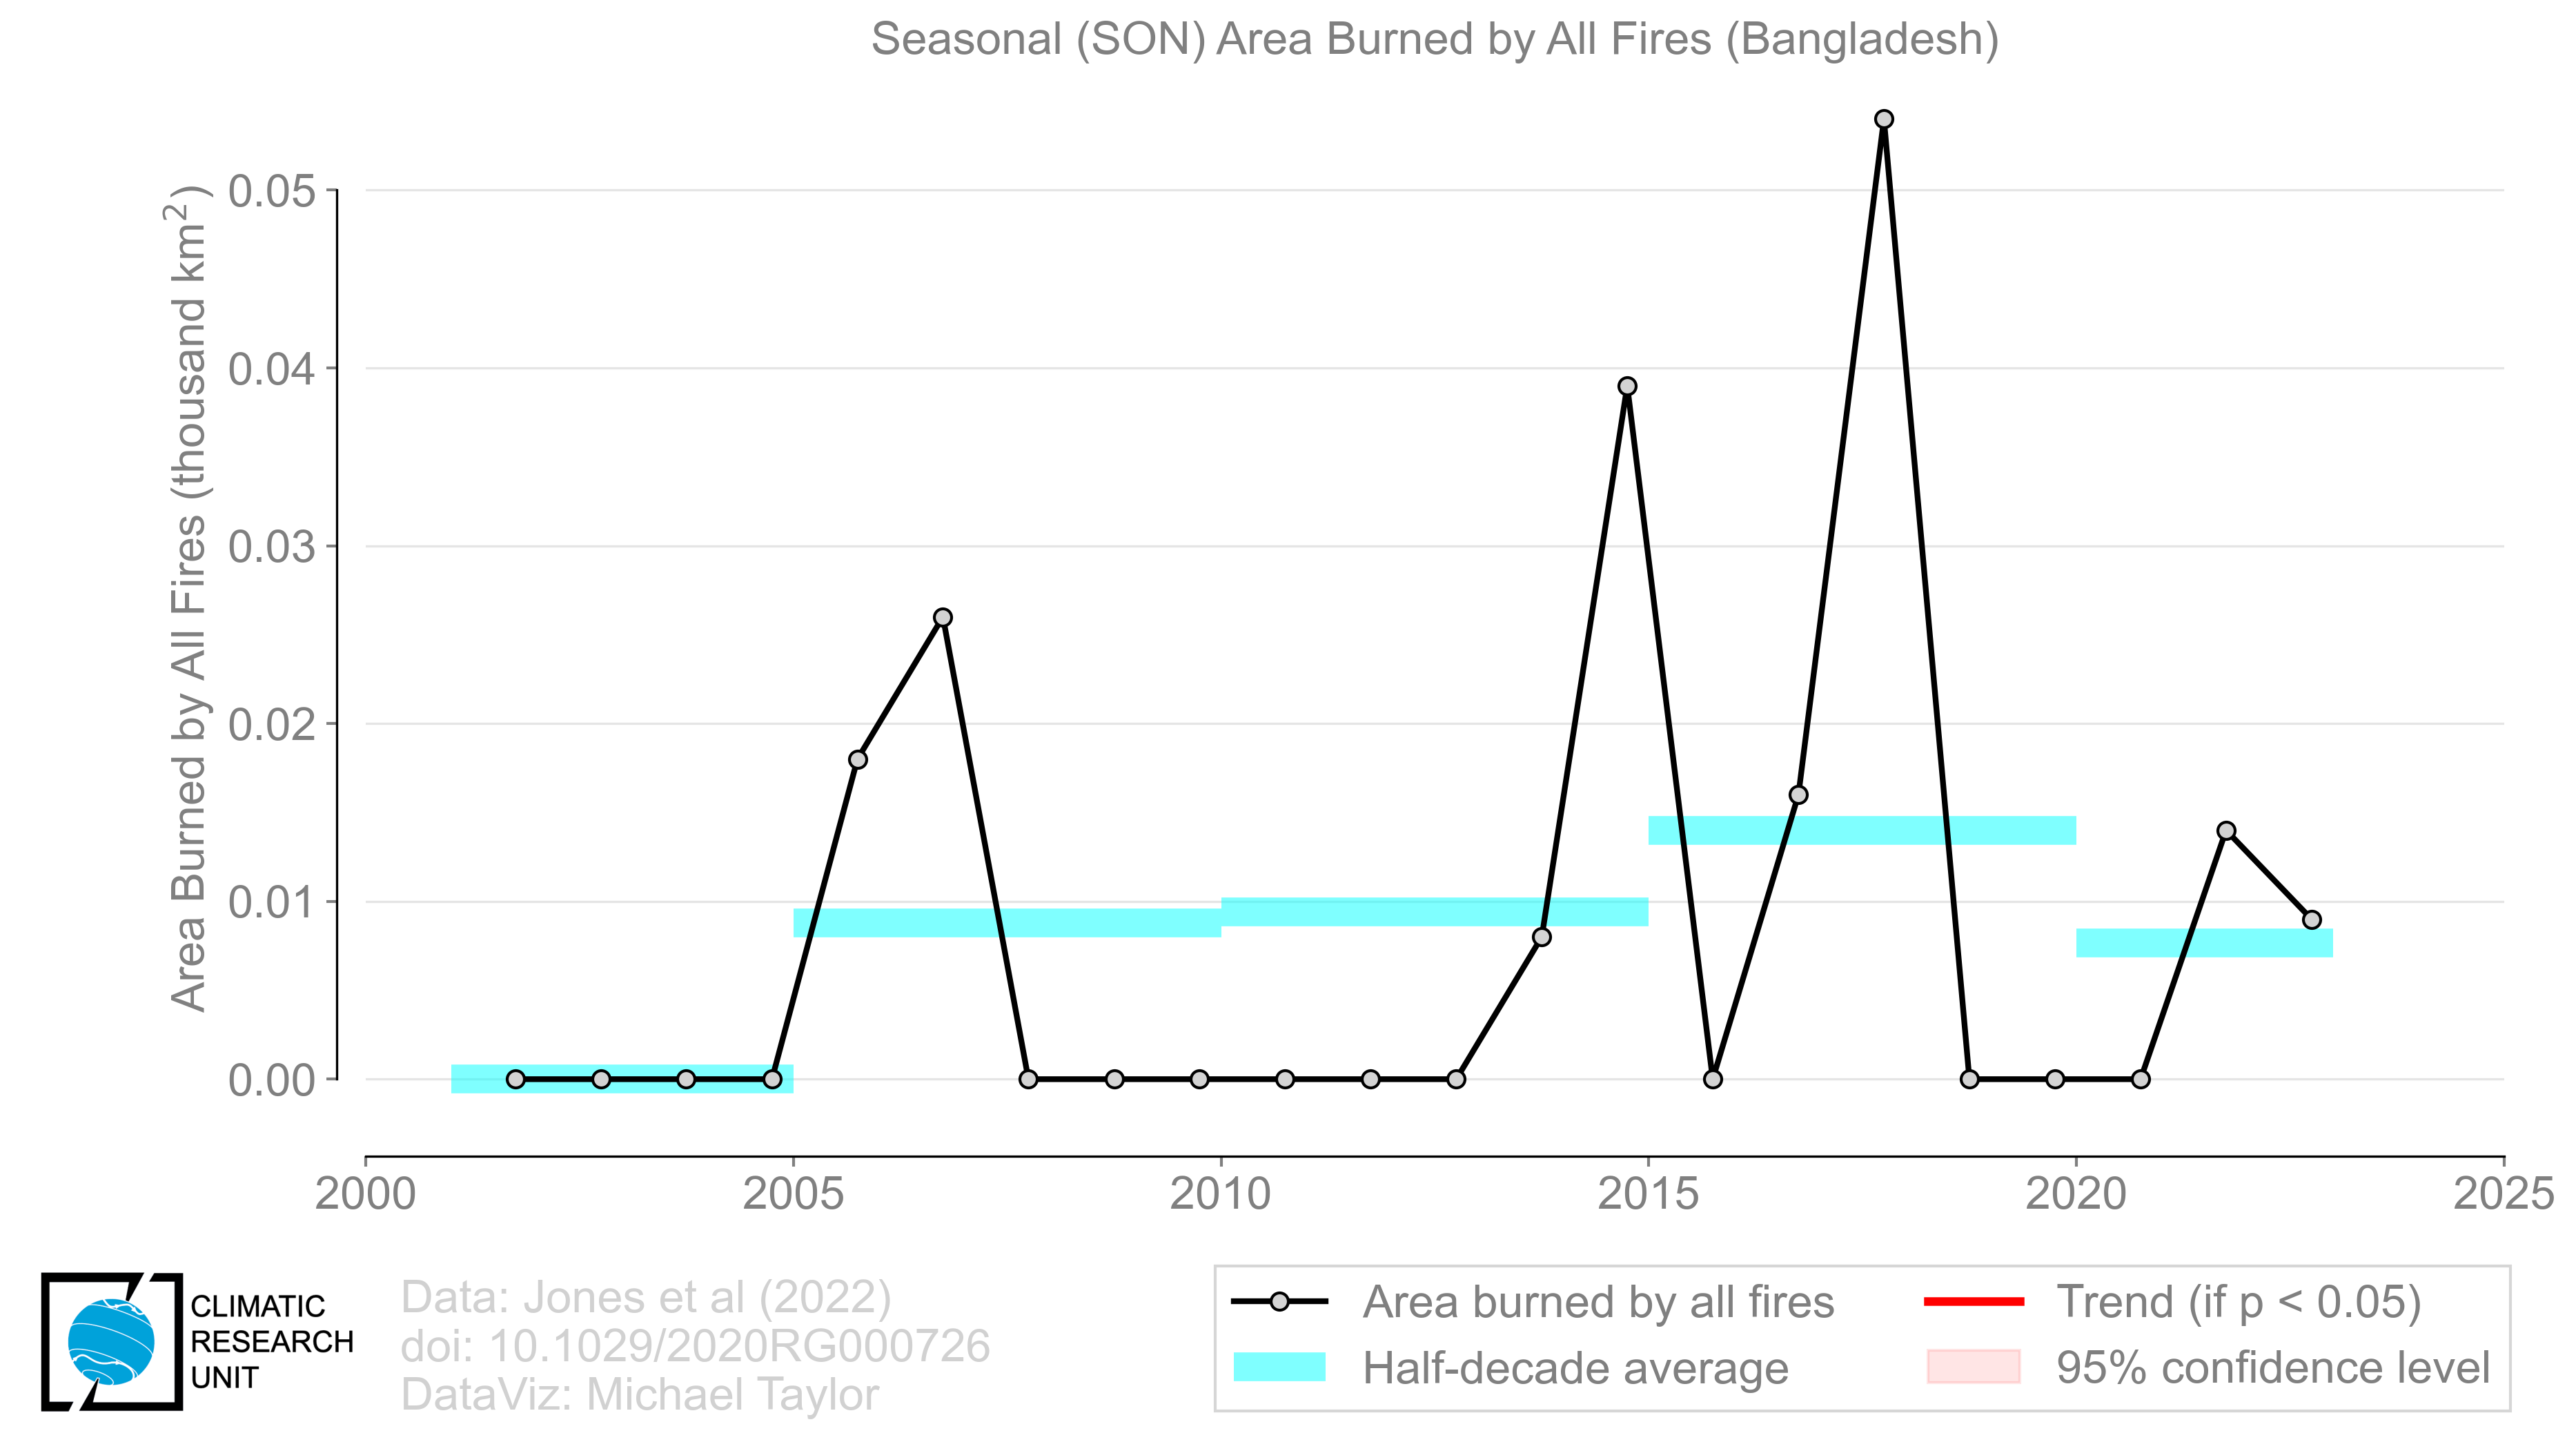 Seasonal (SON) Area Burned by All Fires (Bangladesh)
Area Burned by All Fires (thousand km²)
0.05
0.04
0.03
0.02
0.01
0.00
2000 2005 2010 2015 2020 2025
CLIMATIC
RESEARCH
UNIT
Data: Jones et al (2022)
doi: 10.1029/2020RG000726
DataViz: Michael Taylor
Area burned by all fires
Half-decade average
Trend (if p < 0.05)
95% confidence level